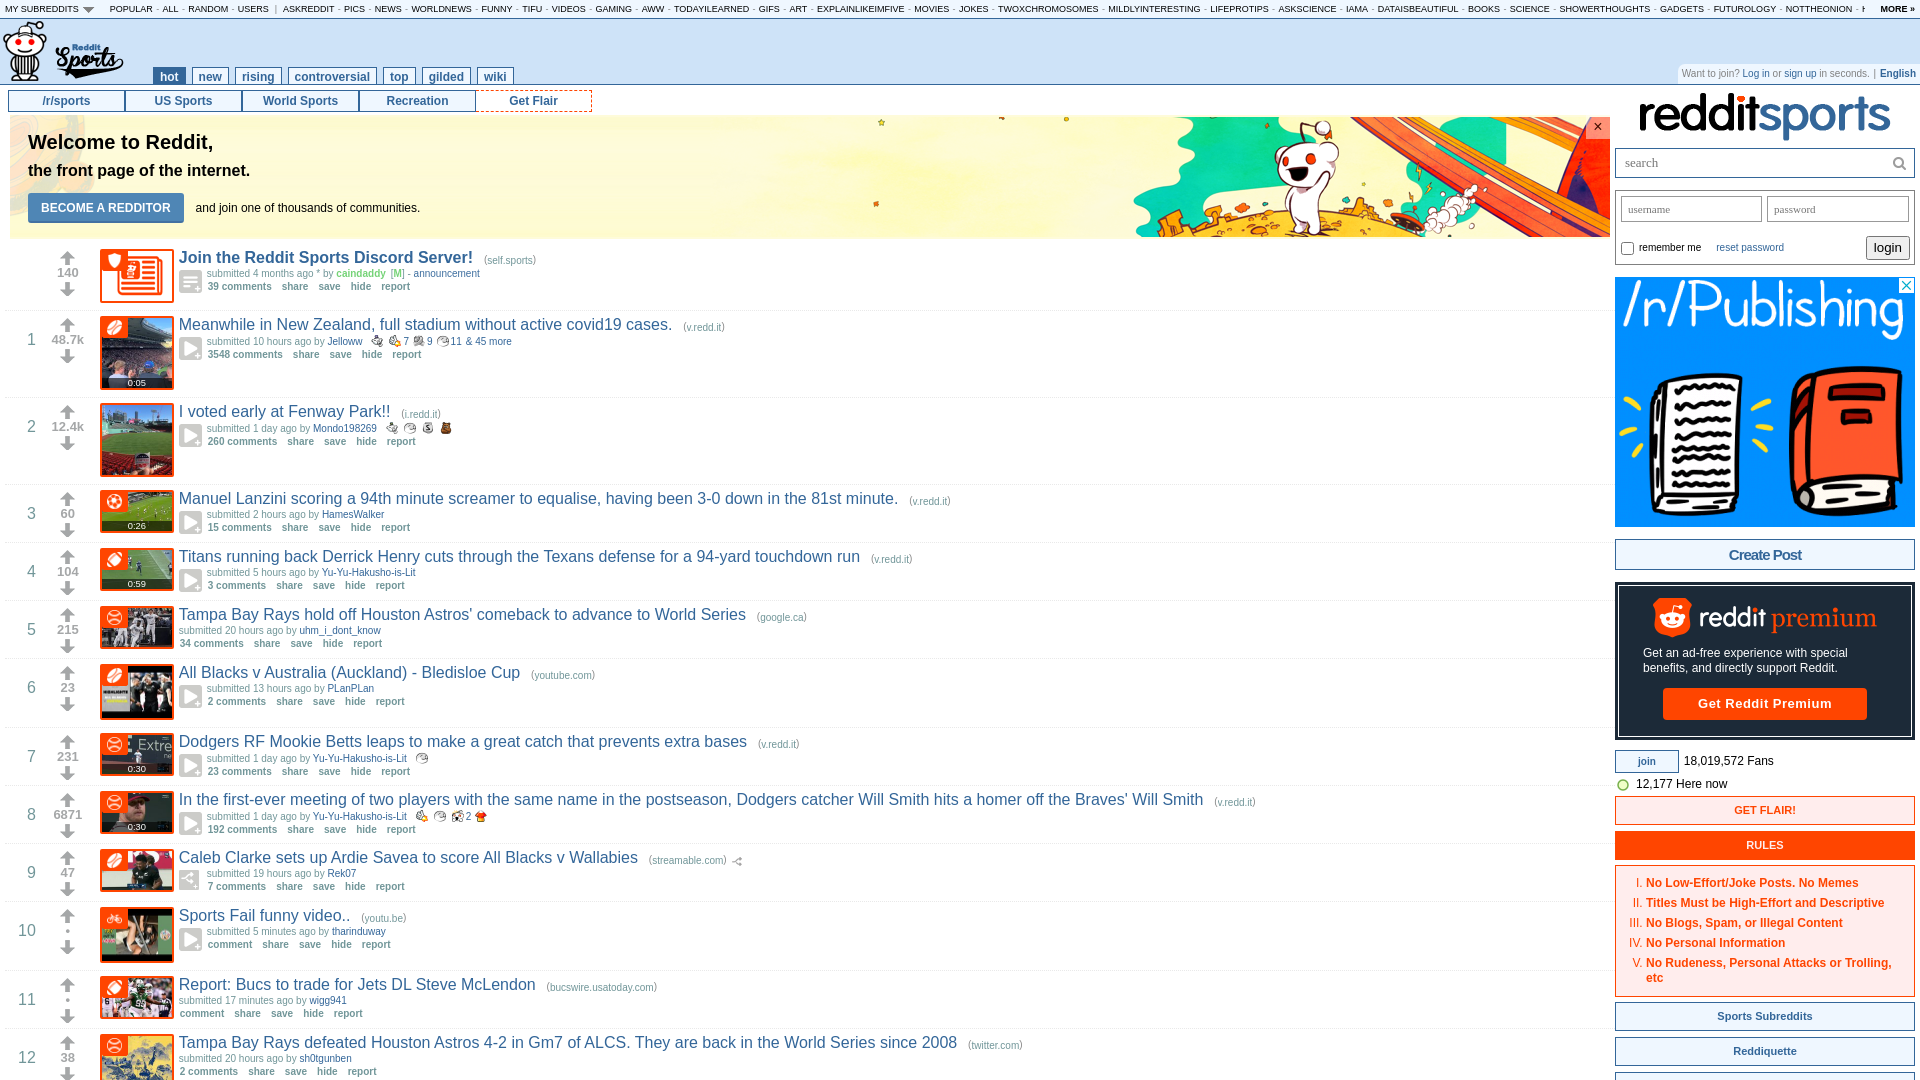 MY SUBREDDITS POPULAR - ALL - RANDOM - USERS | ASKREDDIT - PICS - NEWS - WORLDNEWS - FUNNY - TIFU - VIDEOS - GAMING - AWW - TODAYILEARNED - GIFS - ART - EXPLAINLIKEIMFIVE - MOVIES - JOKES - TWOXCHROMOSOMES - MILDLYINTERESTING - LIFEPROTIPS - ASKSCIENCE - IAMA - DATAISBEAUTIFUL - BOOKS - SCIENCE - SHOWERTHOUGHTS - GADGETS - FUTUROLOGY - NOTTHEONION - MORE »
Reddit
Sports
hot new rising controversial top gilded wiki
Want to join? Log in or sign up in seconds. | English
/r/sports US Sports World Sports Recreation Get Flair
Welcome to Reddit,
the front page of the internet.
BECOME A REDDITOR and join one of thousands of communities.
×
140
Join the Reddit Sports Discord Server! (self.sports)
submitted 4 months ago * by caindaddy [M] - announcement
39 comments share save hide report
1
48.7k
0:05
Meanwhile in New Zealand, full stadium without active covid19 cases. (v.redd.it)
submitted 10 hours ago by Jelloww 7 9 11 & 45 more
3548 comments share save hide report
2
12.4k
I voted early at Fenway Park!! (i.redd.it)
submitted 1 day ago by Mondo198269
260 comments share save hide report
3
60
0:26
Manuel Lanzini scoring a 94th minute screamer to equalise, having been 3-0 down in the 81st minute. (v.redd.it)
submitted 2 hours ago by HamesWalker
15 comments share save hide report
4
104
0:59
Titans running back Derrick Henry cuts through the Texans defense for a 94-yard touchdown run (v.redd.it)
submitted 5 hours ago by Yu-Yu-Hakusho-is-Lit
3 comments share save hide report
5
215
Tampa Bay Rays hold off Houston Astros' comeback to advance to World Series (google.ca)
submitted 20 hours ago by uhm_i_dont_know
34 comments share save hide report
6
23
HIGHLIGHTS
All Blacks v Australia (Auckland) - Bledisloe Cup (youtube.com)
submitted 13 hours ago by PLanPLan
2 comments share save hide report
7
231
Extre
0:30
Dodgers RF Mookie Betts leaps to make a great catch that prevents extra bases (v.redd.it)
submitted 1 day ago by Yu-Yu-Hakusho-is-Lit
23 comments share save hide report
8
6871
0:30
In the first-ever meeting of two players with the same name in the postseason, Dodgers catcher Will Smith hits a homer off the Braves' Will Smith (v.redd.it)
submitted 1 day ago by Yu-Yu-Hakusho-is-Lit 2
192 comments share save hide report
9
47
Caleb Clarke sets up Ardie Savea to score All Blacks v Wallabies (streamable.com)
submitted 19 hours ago by Rek07
7 comments share save hide report
10
•
Sports Fail funny video.. (youtu.be)
submitted 5 minutes ago by tharinduway
comment share save hide report
11
•
Report: Bucs to trade for Jets DL Steve McLendon (bucswire.usatoday.com)
submitted 17 minutes ago by wigg941
comment share save hide report
12
38
Tampa Bay Rays defeated Houston Astros 4-2 in Gm7 of ALCS. They are back in the World Series since 2008 (twitter.com)
submitted 20 hours ago by sh0tgunben
2 comments share save hide report
redditsports
search
username password
remember me reset password login
/r/Publishing
Create Post
reddit premium
Get an ad-free experience with special
benefits, and directly support Reddit.
Get Reddit Premium
join 18,019,572 Fans
12,177 Here now
GET FLAIR!
RULES
I. No Low-Effort/Joke Posts. No Memes
II. Titles Must be High-Effort and Descriptive
III. No Blogs, Spam, or Illegal Content
IV. No Personal Information
V. No Rudeness, Personal Attacks or Trolling,
etc
Sports Subreddits
Reddiquette